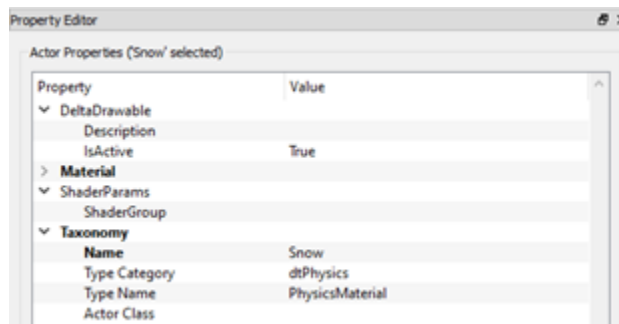 Property Editor
Actor Properties ('Snow' selected)
Property Value
DeltaDrawable
Description
IsActive True
Material
ShaderParams
ShaderGroup
Taxonomy
Name Snow
Type Category dtPhysics
Type Name PhysicsMaterial
Actor Class